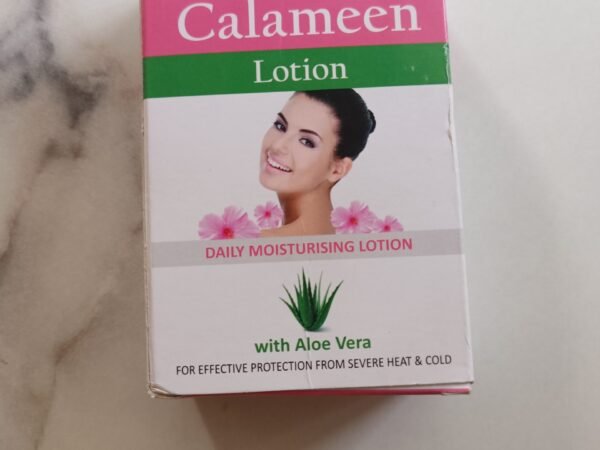 Calameen
Lotion
DAILY MOISTURISING LOTION
with Aloe Vera
FOR EFFECTIVE PROTECTION FROM SEVERE HEAT & COLD